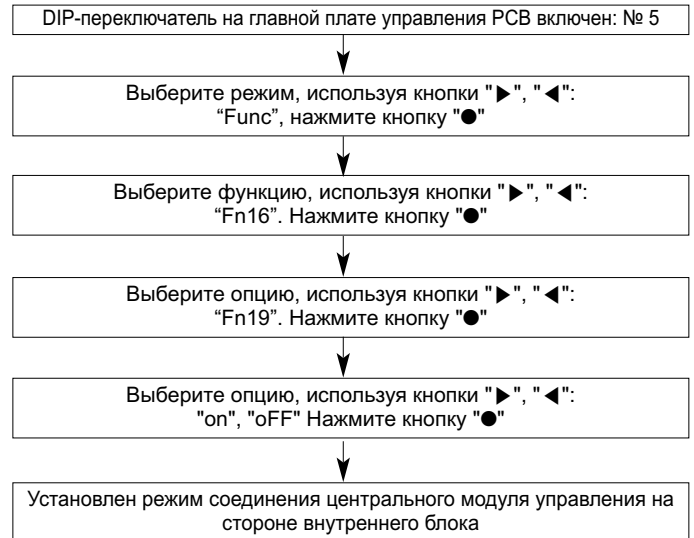 DIP-переключатель на главной плате управления PCB включен: № 5
Выберите режим, используя кнопки "▶", "◀":
“Func”, нажмите кнопку "●"
Выберите функцию, используя кнопки "▶", "◀":
“Fn16”. Нажмите кнопку "●"
Выберите опцию, используя кнопки "▶", "◀":
“Fn19”. Нажмите кнопку "●"
Выберите опцию, используя кнопки "▶", "◀":
"on", "oFF" Нажмите кнопку "●"
Установлен режим соединения центрального модуля управления на
стороне внутреннего блока